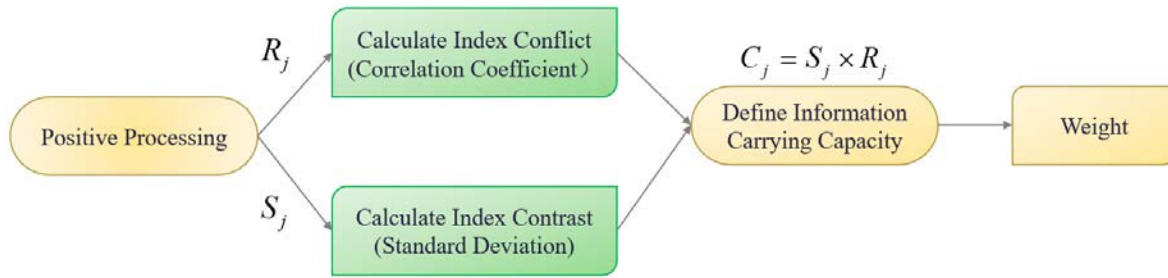 Positive Processing
R_j
Calculate Index Conflict
(Correlation Coefficient）
S_j
Calculate Index Contrast
(Standard Deviation)
C_j = S_j × R_j
Define Information
Carrying Capacity
Weight